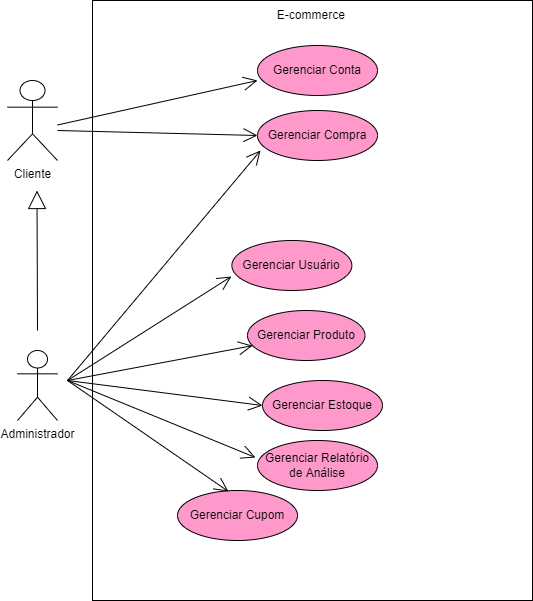 E-commerce
Gerenciar Conta
Gerenciar Compra
Cliente
Gerenciar Usuário
Gerenciar Produto
Gerenciar Estoque
Administrador
Gerenciar Relatório
de Análise
Gerenciar Cupom